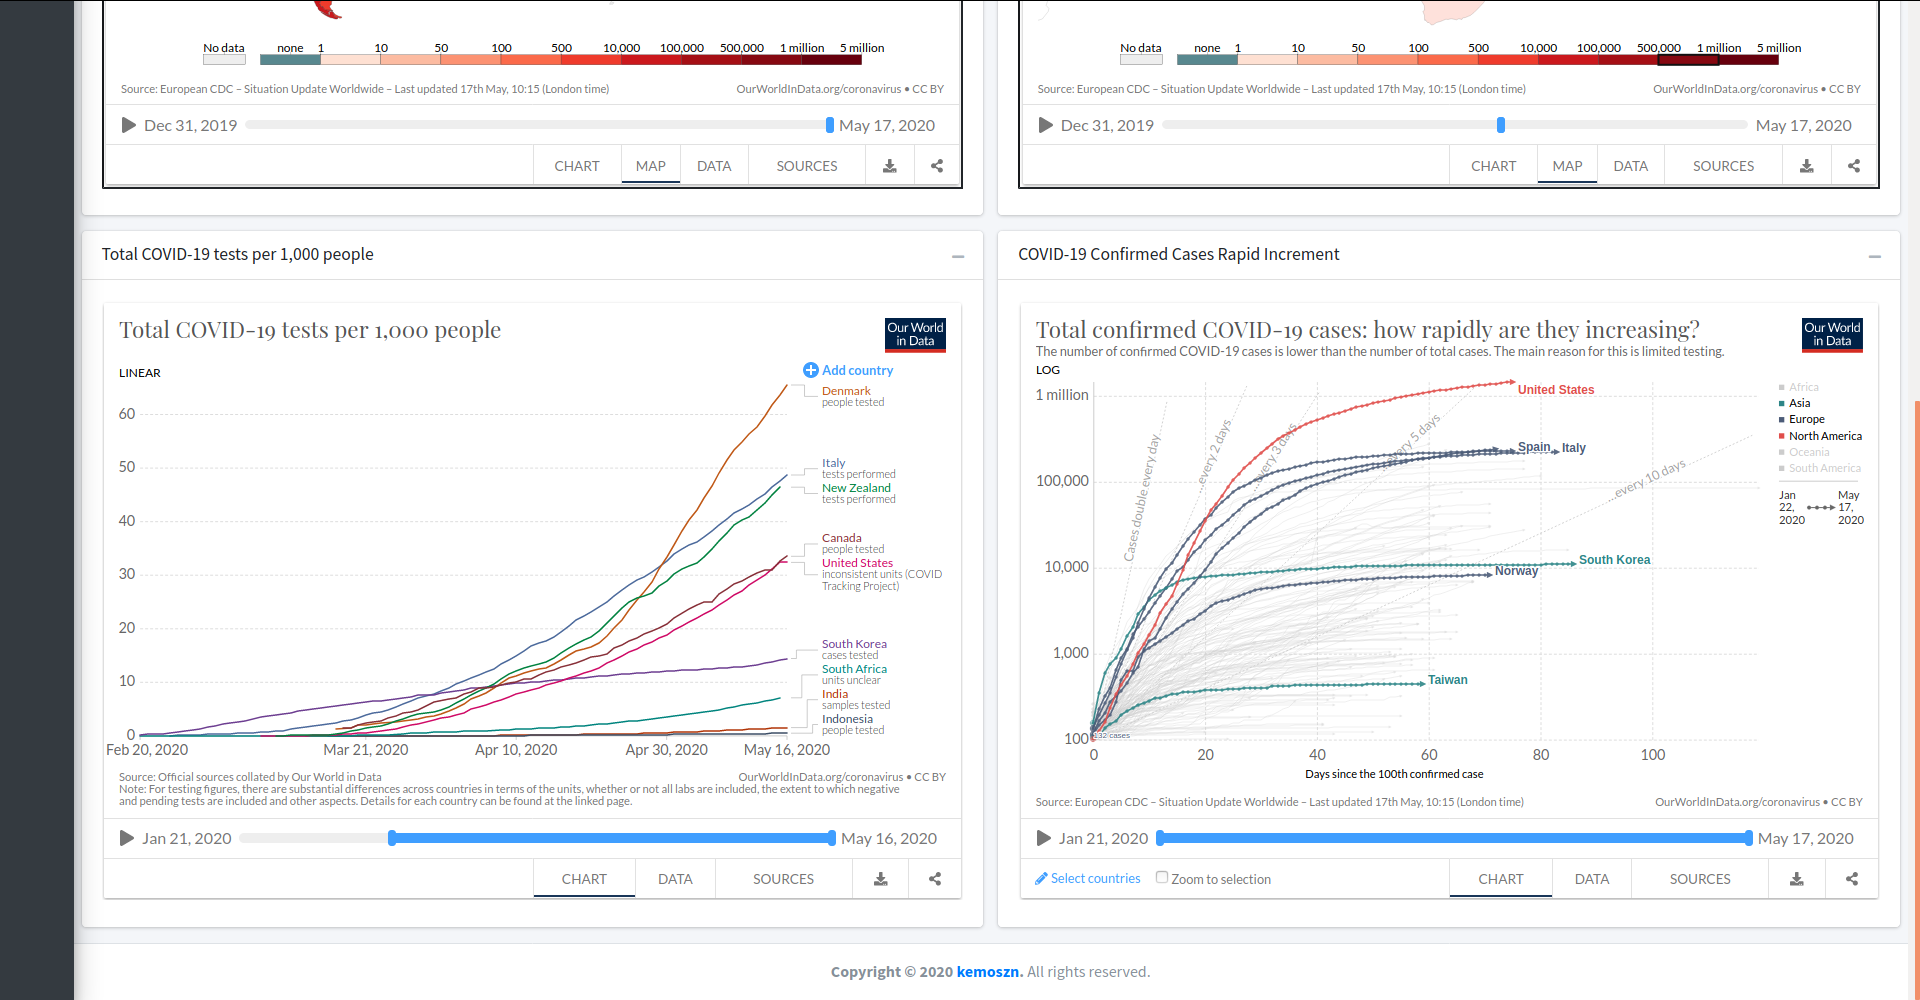 No data none 1 10 50 100 500 10,000 100,000 500,000 1 million 5 million
Source: European CDC – Situation Update Worldwide – Last updated 17th May, 10:15 (London time) OurWorldInData.org/coronavirus • CC BY
Dec 31, 2019 May 17, 2020
CHART MAP DATA SOURCES
No data none 1 10 50 100 500 10,000 100,000 500,000 1 million 5 million
Source: European CDC – Situation Update Worldwide – Last updated 17th May, 10:15 (London time) OurWorldInData.org/coronavirus • CC BY
Dec 31, 2019 May 17, 2020
CHART MAP DATA SOURCES
Total COVID-19 tests per 1,000 people
Total COVID-19 tests per 1,000 people
Our World
in Data
LINEAR
Add country
Denmark
people tested
Italy
tests performed
New Zealand
tests performed
Canada
people tested
United States
inconsistent units (COVID
Tracking Project)
South Korea
cases tested
South Africa
units unclear
India
samples tested
Indonesia
people tested
60
50
40
30
20
10
0
Feb 20, 2020 Mar 21, 2020 Apr 10, 2020 Apr 30, 2020 May 16, 2020
Source: Official sources collated by Our World in Data OurWorldInData.org/coronavirus • CC BY
Note: For testing figures, there are substantial differences across countries in terms of the units, whether or not all labs are included, the extent to which negative
and pending tests are included and other aspects. Details for each country can be found at the linked page.
Jan 21, 2020 May 16, 2020
CHART DATA SOURCES
COVID-19 Confirmed Cases Rapid Increment
Total confirmed COVID-19 cases: how rapidly are they increasing?
The number of confirmed COVID-19 cases is lower than the number of total cases. The main reason for this is limited testing.
Our World
in Data
LOG
1 million
100,000
10,000
1,000
100
Cases double every day
every 2 days
every 3 days
every 5 days
every 10 days
United States
Spain
Italy
South Korea
Norway
Taiwan
132 cases
0 20 40 60 80 100
Days since the 100th confirmed case
Africa
Asia
Europe
North America
Oceania
South America
Jan
22,
2020
May
17,
2020
Source: European CDC – Situation Update Worldwide – Last updated 17th May, 10:15 (London time) OurWorldInData.org/coronavirus • CC BY
Jan 21, 2020 May 17, 2020
Select countries Zoom to selection CHART DATA SOURCES
Copyright © 2020 kemoszn. All rights reserved.